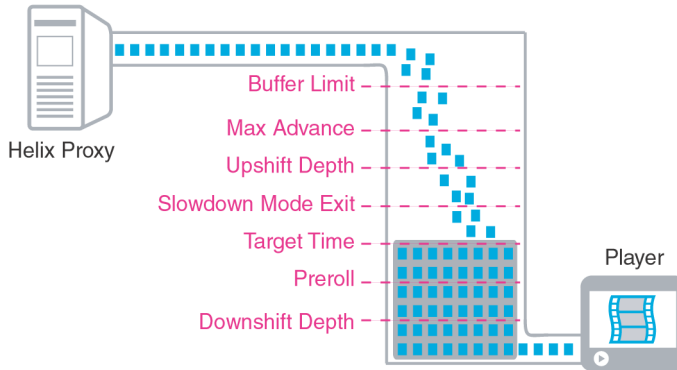 Buffer Limit
Max Advance
Helix Proxy
Upshift Depth
Slowdown Mode Exit
Target Time
Player
Preroll
Downshift Depth